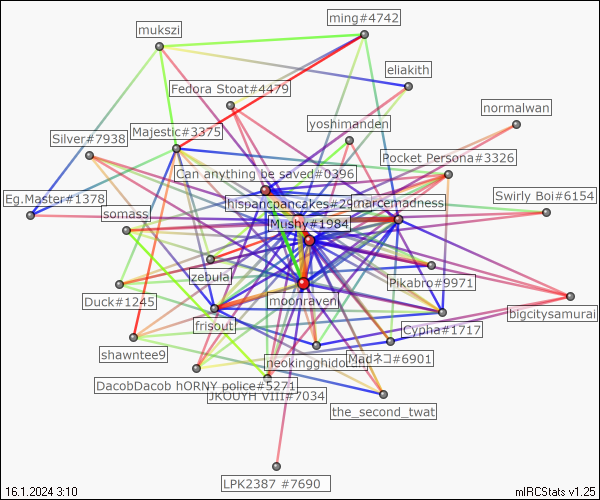 ming#4742
mukszi
eliakith
Fedora Stoat#4479
normalwan
yoshimanden
Majestic#3375
Silver#7938
Pocket Persona#3326
Can anything be saved#0396
Swirly Boi#6154
Eg.Master#1378
hispancpancakes#29
marcemadness
somass
Mushy#1984
zebula
Pikabro#9971
Duck#1245
moonraven
bigcitysamurai
frisout
Cypha#1717
shawntee9
neokingghidorah
Madネコ#6901
DacobDacob hORNY police#5271
JKOUYH VIII#7034
the_second_twat
LPK2387 #7690
16.1.2024 3:10
mIRCStats v1.25